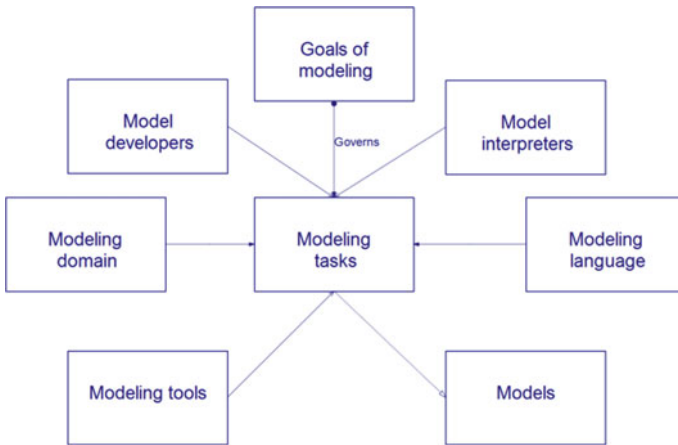 Goals of
modeling
Model
developers
Model
interpreters
Governs
Modeling
domain
Modeling
tasks
Modeling
language
Modeling tools
Models